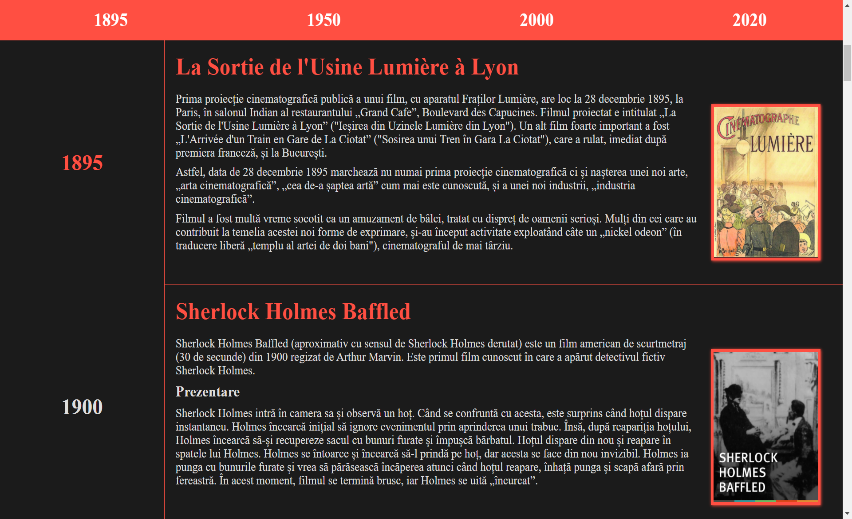 1895 1950 2000 2020
La Sortie de l'Usine Lumière à Lyon
Prima proiecție cinematografică publică a unui film, cu aparatul Fraților Lumière, are loc la 28 decembrie 1895, la
Paris, în salonul Indian al restaurantului „Grand Cafe”, Boulevard des Capucines. Filmul proiectat e intitulat „La
Sortie de l'Usine Lumière à Lyon” ("Ieșirea din Uzinele Lumière din Lyon"). Un alt film foarte important a fost
„L'Arrivée d'un Train en Gare de La Ciotat” ("Sosirea unui Tren în Gara La Ciotat"), care a rulat, imediat după
premiera franceză, și la București.
1895
Astfel, data de 28 decembrie 1895 marchează nu numai prima proiecție cinematografică ci și nașterea unei noi arte,
„arta cinematografică”, „cea de-a șaptea artă” cum mai este cunoscută, și a unei noi industrii, „industria
cinematografică”.
Filmul a fost multă vreme socotit ca un amuzament de bâlci, tratat cu dispreț de oamenii serioși. Mulți din cei care au
contribuit la temelia acestei noi forme de exprimare, și-au început activitate exploatând câte un „nickel odeon” (în
traducere liberă „templu al artei de doi bani"), cinematograful de mai târziu.
CINÉMATOGRAPHE
LUMIÈRE
Sherlock Holmes Baffled
Sherlock Holmes Baffled (aproximativ cu sensul de Sherlock Holmes derutat) este un film american de scurtmetraj
(30 de secunde) din 1900 regizat de Arthur Marvin. Este primul film cunoscut în care a apărut detectivul fictiv
Sherlock Holmes.
Prezentare
1900
Sherlock Holmes intră în camera sa și observă un hoț. Când se confruntă cu acesta, este surprins când hoțul dispare
instantaneu. Holmes încearcă inițial să ignore evenimentul prin aprinderea unui trabuc. Însă, după reapariția hoțului,
Holmes încearcă să-și recupereze sacul cu bunuri furate și împușcă bărbatul. Hoțul dispare din nou și reapare în
spatele lui Holmes. Holmes se întoarce și încearcă să-l prindă pe hoț, dar acesta se face din nou invizibil. Holmes ia
punga cu bunurile furate și vrea să părăsească încăperea atunci când hoțul reapare, înhață punga și scapă afară prin
fereastră. În acest moment, filmul se termină brusc, iar Holmes se uită „încurcat”.
SHERLOCK
HOLMES
BAFFLED